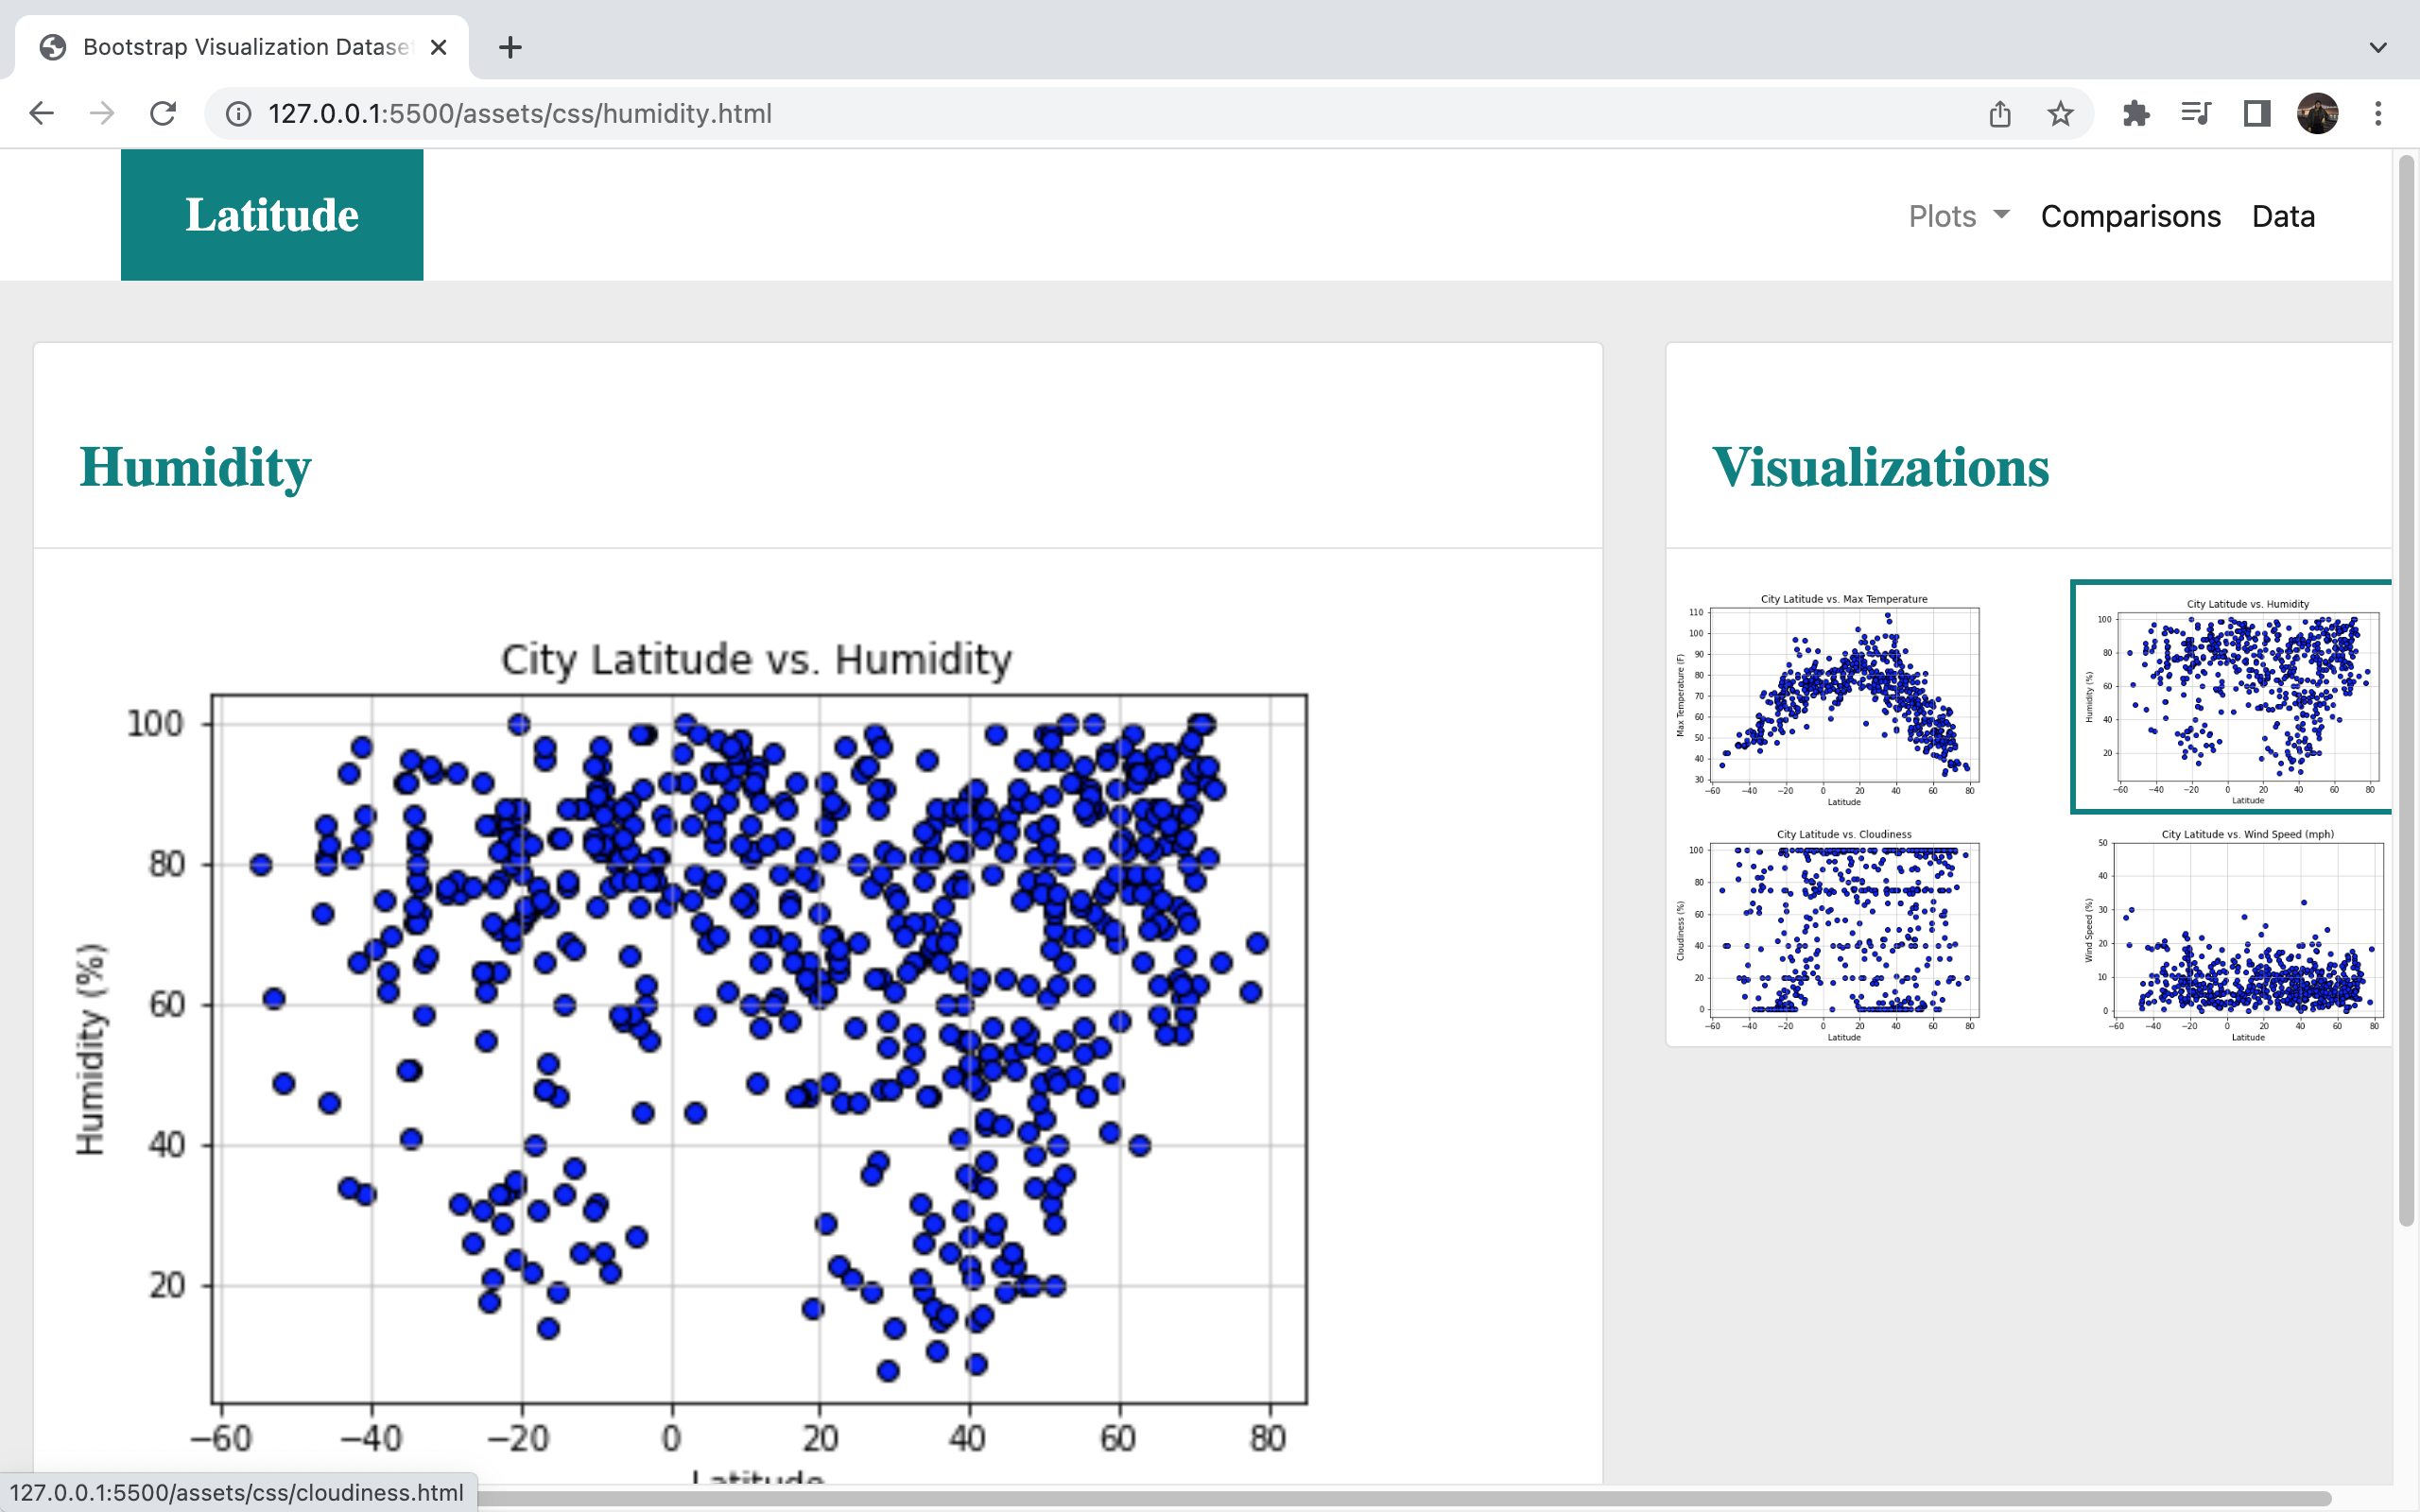 Bootstrap Visualization Datase
127.0.0.1:5500/assets/css/humidity.html
Latitude
Plots
Comparisons
Data
Humidity
Visualizations
City Latitude vs. Humidity
100
80
60
40
20
Humidity (%)
−60 −40 −20 0 20 40 60 80
Latitude
City Latitude vs. Max Temperature
110
100
90
80
70
60
50
40
30
Max Temperature (F)
−60 −40 −20 0 20 40 60 80
Latitude
City Latitude vs. Humidity
100
80
60
40
20
Humidity (%)
−60 −40 −20 0 20 40 60 80
Latitude
City Latitude vs. Cloudiness
100
80
60
40
20
0
Cloudiness (%)
−60 −40 −20 0 20 40 60 80
Latitude
City Latitude vs. Wind Speed (mph)
50
40
30
20
10
0
Wind Speed (%)
−60 −40 −20 0 20 40 60 80
Latitude
127.0.0.1:5500/assets/css/cloudiness.html